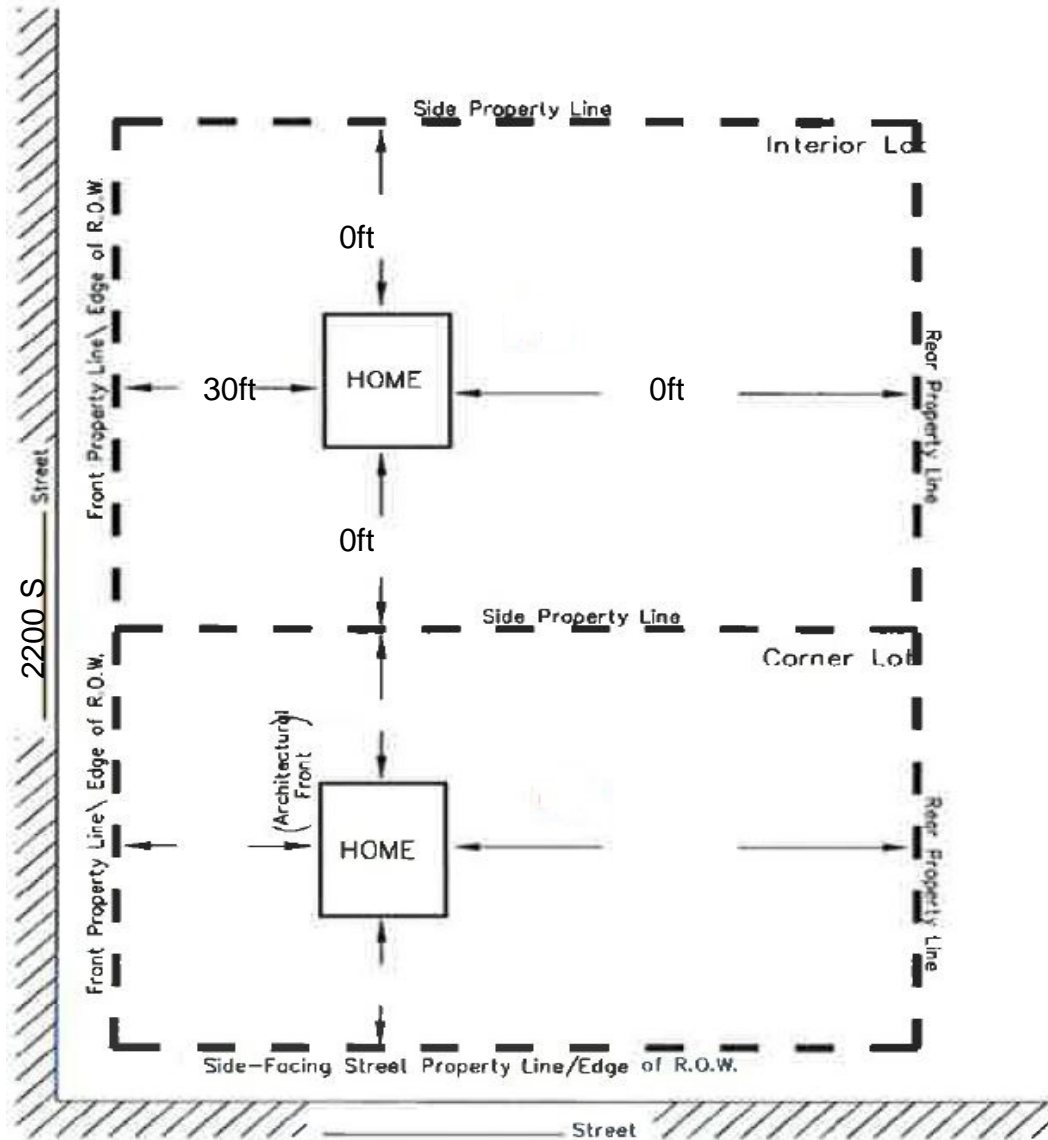 Side Property Line
Interior Lot
Front Property Line\ Edge of R.O.W.
0ft
HOME
30ft
0ft
Rear Property Line
0ft
2200 S Street
Side Property Line
Corner Lot
Front Property Line\ Edge of R.O.W.
(Architectural
Front)
HOME
Rear Property Line
Side-Facing Street Property Line/Edge of R.O.W.
Street